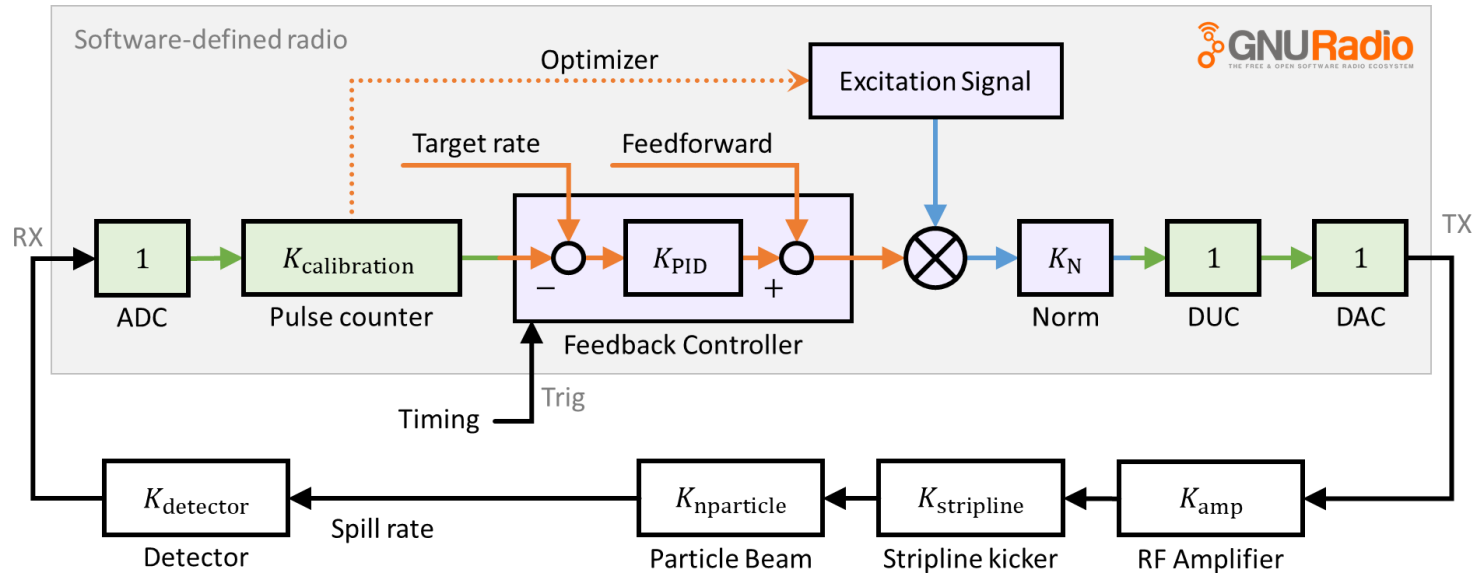 Software-defined radio
GNURadio
THE FREE & OPEN SOFTWARE RADIO ECOSYSTEM
Optimizer
Excitation Signal
Target rate
Feedforward
RX
1
K_calibration
−
K_PID
+
K_N
1
1
TX
ADC
Pulse counter
Feedback Controller
Norm
DUC
DAC
Trig
Timing
K_detector
Spill rate
K_nparticle
K_stripline
K_amp
Detector
Particle Beam
Stripline kicker
RF Amplifier